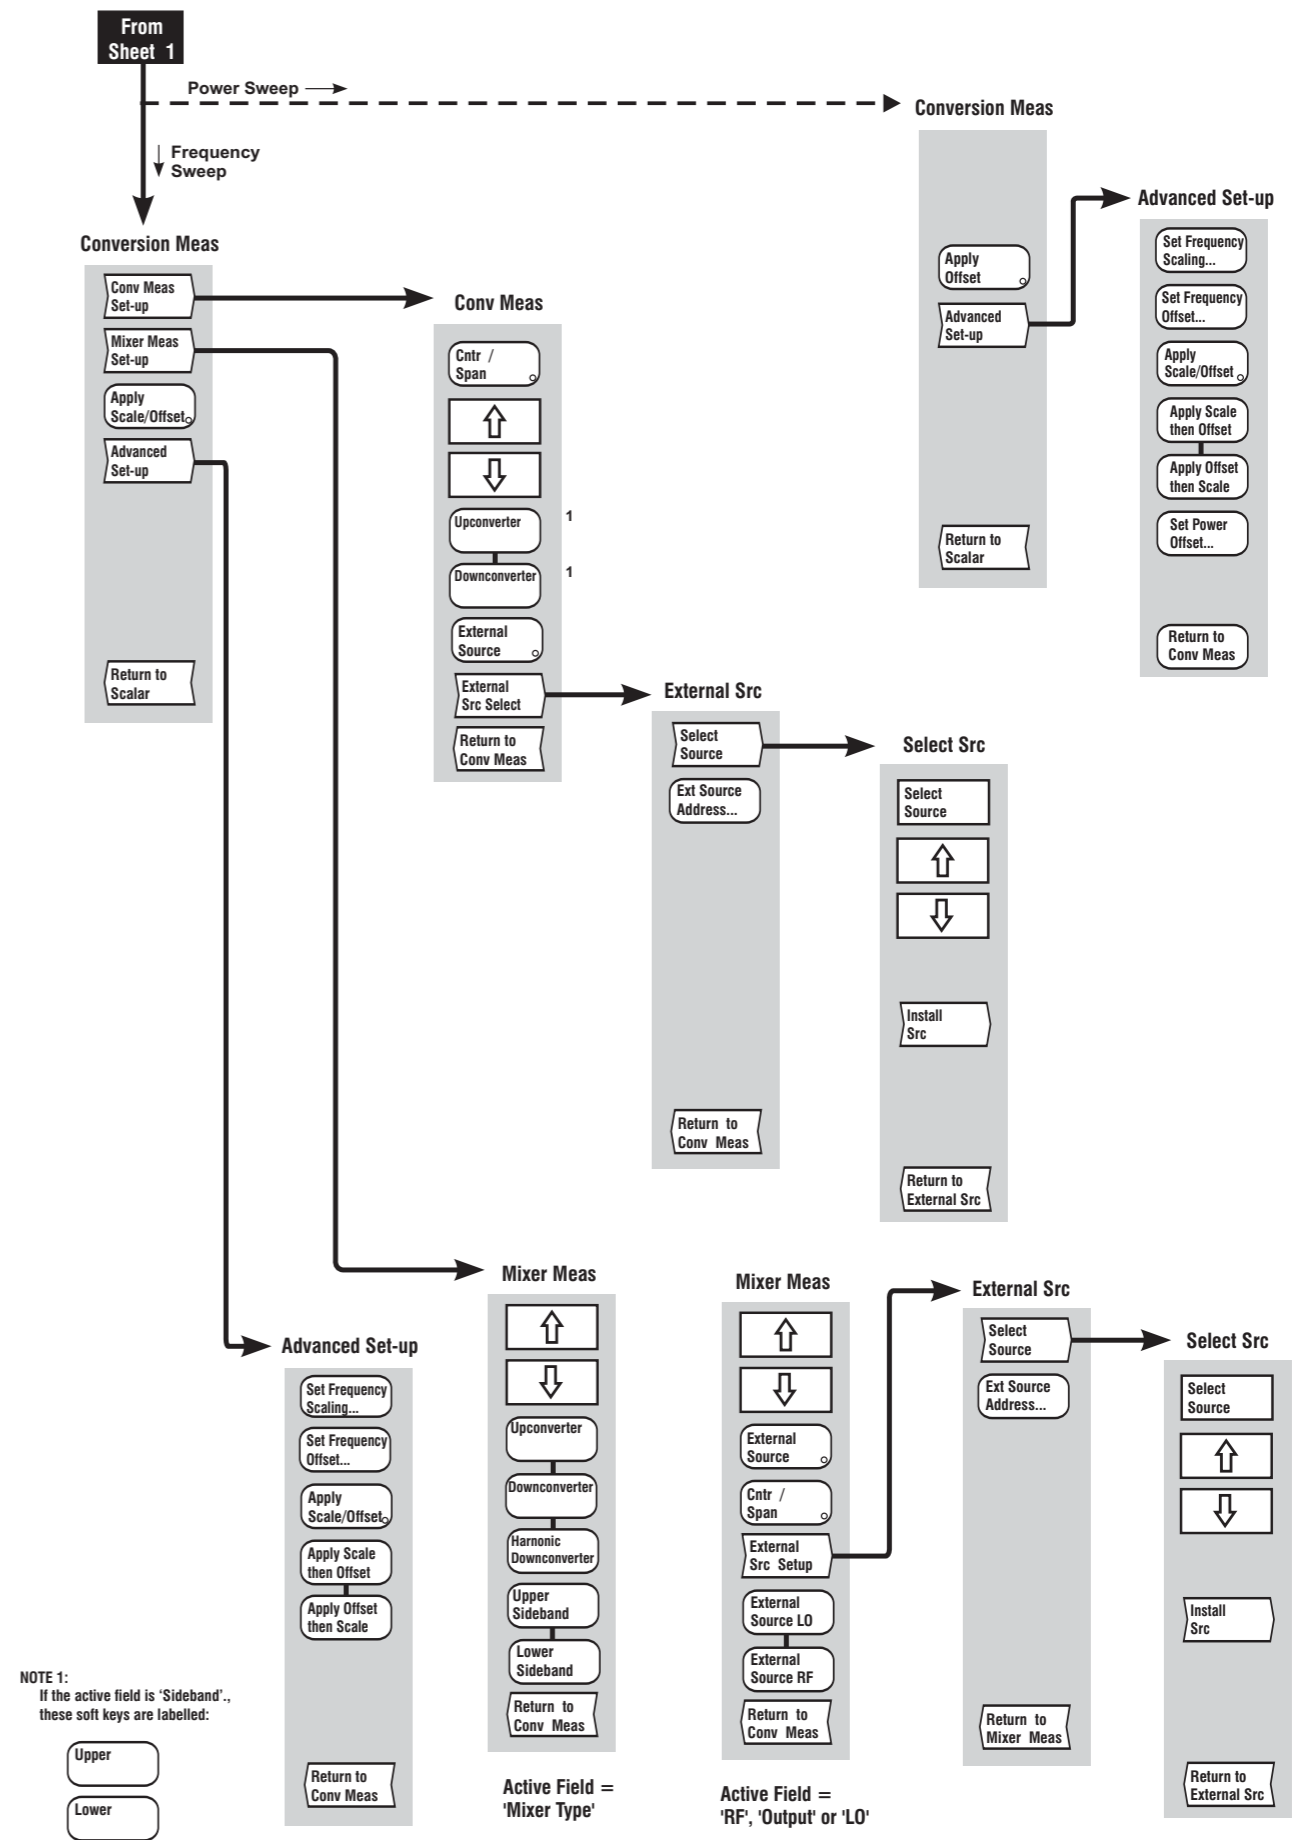 From
Sheet 1
Power Sweep
Frequency
Sweep
Conversion Meas
Conv Meas
Set-up
Mixer Meas
Set-up
Apply
Scale/Offset
Advanced
Set-up
Return to
Scalar
Conv Meas
Cntr /
Span
Upconverter
1
Downconverter
1
External
Source
External
Src Select
Return to
Conv Meas
External Src
Select
Source
Ext Source
Address...
Return to
Conv Meas
Select Src
Select
Source
Install
Src
Return to
External Src
Conversion Meas
Apply
Offset
Advanced
Set-up
Return to
Scalar
Advanced Set-up
Set Frequency
Scaling...
Set Frequency
Offset...
Apply
Scale/Offset
Apply Scale
then Offset
Apply Offset
then Scale
Set Power
Offset...
Return to
Conv Meas
Advanced Set-up
Set Frequency
Scaling...
Set Frequency
Offset...
Apply
Scale/Offset
Apply Scale
then Offset
Apply Offset
then Scale
Return to
Conv Meas
Mixer Meas
Upconverter
Downconverter
Harnonic
Downconverter
Upper
Sideband
Lower
Sideband
Return to
Conv Meas
Active Field =
'Mixer Type'
Mixer Meas
External
Source
Cntr /
Span
External
Src Setup
External
Source LO
External
Source RF
Return to
Conv Meas
Active Field =
'RF', 'Output' or 'LO'
External Src
Select
Source
Ext Source
Address...
Return to
Mixer Meas
Select Src
Select
Source
Install
Src
Return to
External Src
NOTE 1:
If the active field is ‘Sideband’.,
these soft keys are labelled:
Upper
Lower